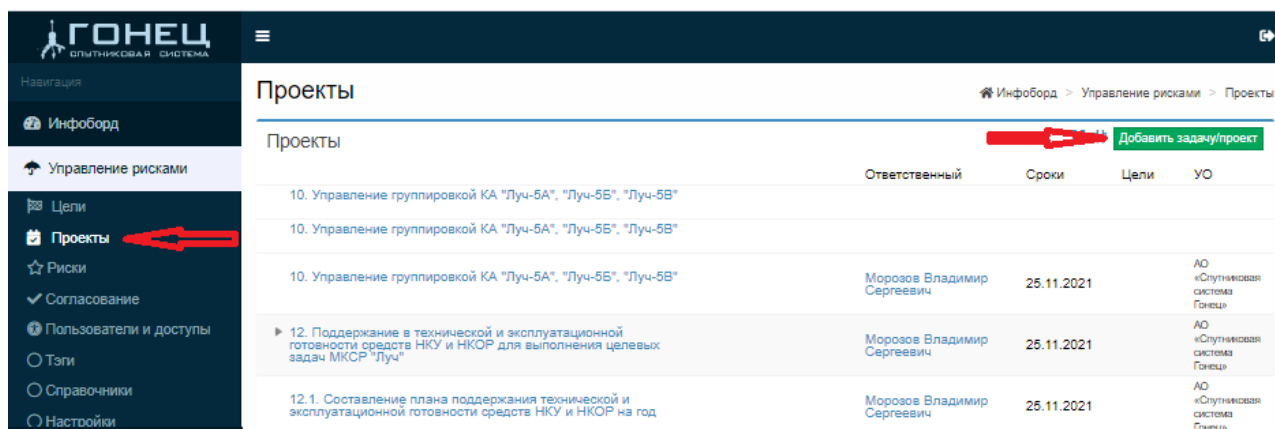 ГОНЕЦ
СПУТНИКОВАЯ СИСТЕМА
Навигация
Инфоборд
Управление рисками
Цели
Проекты
Риски
Согласование
Пользователи и доступы
Тэги
Справочники
Настройки
Проекты
Инфоборд > Управление рисками > Проекты
Проекты
Добавить задачу/проект
Ответственный Сроки Цели УО
10. Управление группировкой КА "Луч-5А", "Луч-5Б", "Луч-5В"
10. Управление группировкой КА "Луч-5А", "Луч-5Б", "Луч-5В"
10. Управление группировкой КА "Луч-5А", "Луч-5Б", "Луч-5В"
Морозов Владимир
Сергеевич
25.11.2021
АО
«Спутниковая
система
Гонец»
12. Поддержание в технической и эксплуатационной
готовности средств НКУ и НКОР для выполнения целевых
задач МКСР "Луч"
Морозов Владимир
Сергеевич
25.11.2021
АО
«Спутниковая
система
Гонец»
12.1. Составление плана поддержания технической и
эксплуатационной готовности средств НКУ и НКОР на год
Морозов Владимир
Сергеевич
25.11.2021
АО
«Спутниковая
система
Гонец»